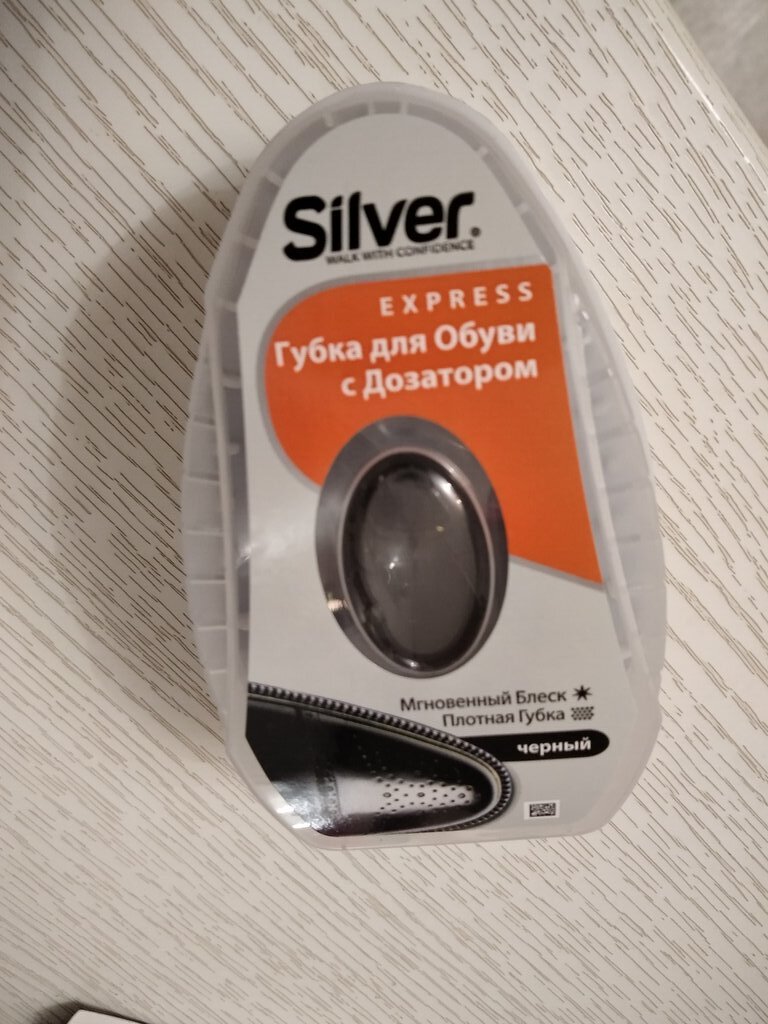 Silver®
WALK WITH CONFIDENCE
EXPRESS
Губка для Обуви
с Дозатором
Мгновенный Блеск
Плотная Губка
черный